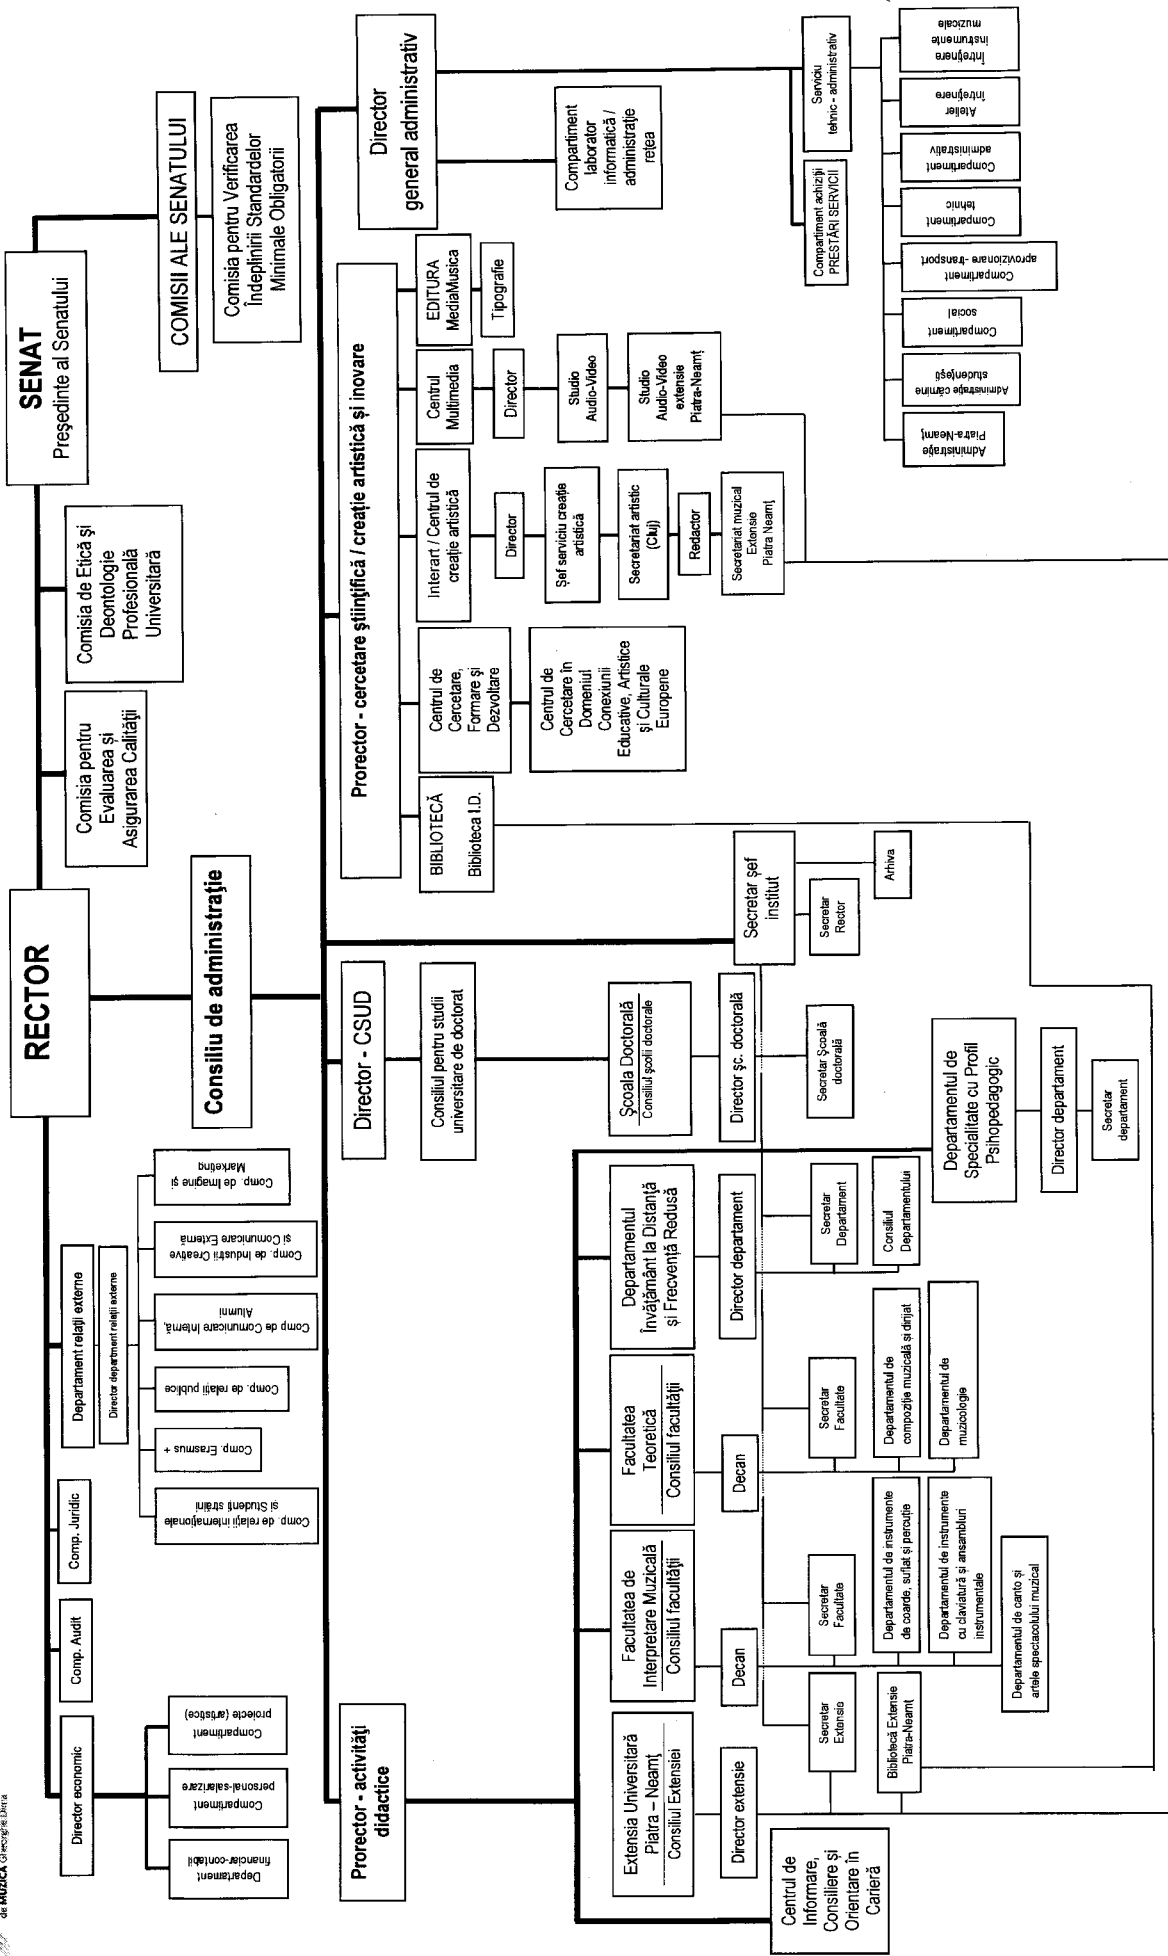 de MUZICA Gheorghe Dima
RECTOR
SENAT
Președinte al Senatului
COMISII ALE SENATULUI
Comisia pentru Verificarea
Îndeplinirii Standardelor
Minimale Obligatorii
Comisia de Etică și
Deontologie
Profesională
Universitară
Comisia pentru
Evaluarea și
Asigurarea Calității
Consiliu de administrație
Director economic
Departament
financiar-contabil
Compartiment
personal-salarizare
Compartiment
proiecte (artistice)
Comp. Audit
Comp. Juridic
Departament relații externe
Director department relații externe
Comp. de relații internaționale
și Studenți străini
Comp. Erasmus +
Comp. de relații publice
Comp de Comunicare Internă,
Alumni
Comp. de Industrii Creative
și Comunicare Externă
Comp. de Imagine și
Marketing
Prorector - activități
didactice
Director - CSUD
Consiliul pentru studii
universitare de doctorat
Școala Doctorală
Consiliul școlii doctorale
Director șc. doctorală
Secretar Școală
doctorală
Prorector - cercetare științifică / creație artistică și inovare
BIBLIOTECĂ
Biblioteca I.D.
Centrul de
Cercetare,
Formare și
Dezvoltare
Centrul de
Cercetare în
Domeniul
Conexiunii
Educative, Artistice
și Culturale
Europene
Interart / Centrul de
creație artistică
Director
Șef serviciu creație
artistică
Secretariat artistic
(Cluj)
Redactor
Secretariat muzical
Extensie
Piatra Neamț
Centrul
Multimedia
Director
Studio
Audio-Video
Studio
Audio-Video
extensie
Piatra-Neamț
EDITURA
MediaMusica
Tipografie
Director
general administrativ
Compartiment
laborator
informatică /
administrație
rețea
Compartiment achiziții
PRESTĂRI SERVICII
Serviciu
tehnic - administrativ
Administrație
Piatra-Neamț
Administrație cămine
studențești
Compartiment
social
Compartiment
aprovizionare -transport
Compartiment
tehnic
Compartiment
administrativ
Atelier
întreținere
Întreținere
instrumente
muzicale
Secretar șef
institut
Secretar
Rector
Arhiva
Centrul de
Informare,
Consiliere și
Orientare în
Carieră
Extensia Universitară
Piatra – Neamț
Consiliul Extensiei
Director extensie
Secretar
Extensie
Bibliotecă Extensie
Piatra-Neamț
Facultatea de
Interpretare Muzicală
Consiliul facultății
Decan
Secretar
Facultate
Departamentul de instrumente
de coarde, suflat și percuție
Departamentul de instrumente
cu claviatură și ansambluri
instrumentale
Departamentul de canto și
artele spectacolului muzical
Facultatea
Teoretică
Consiliul facultății
Decan
Secretar
Facultate
Departamentul de
compoziție muzicală și dirijat
Departamentul de
muzicologie
Departamentul
Învățământ la Distanță
și Frecvență Redusă
Director departament
Secretar
Departament
Consiliul
Departamentului
Departamentul de
Specialitate cu Profil
Psihopedagogic
Director departament
Secretar
departament